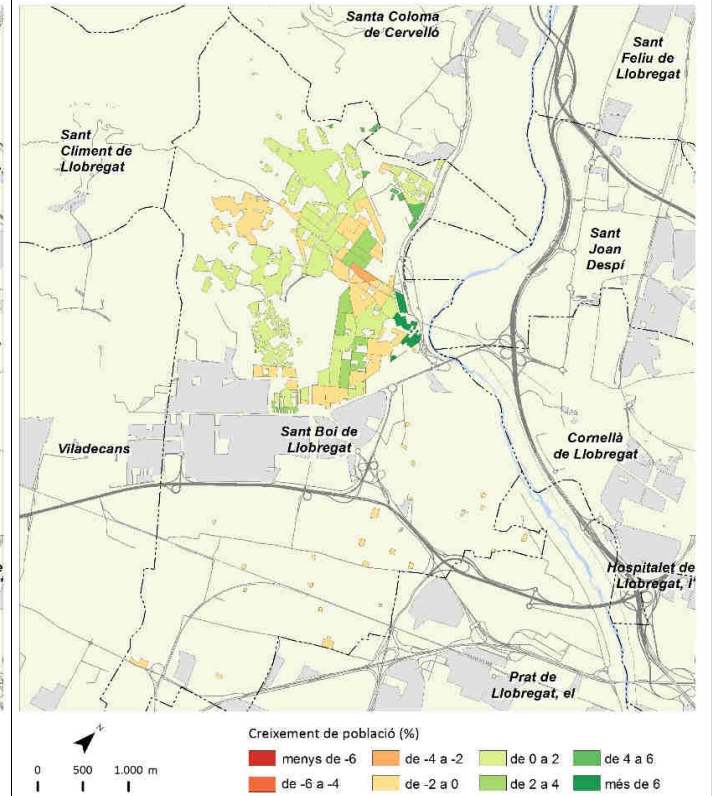 Santa Coloma
de Cervelló
Sant
Feliu de
Llobregat
Sant
Climent de
Llobregat
Sant
Joan
Despí
Sant Boi de
Llobregat
Viladecans
Cornellà
de Llobregat
Hospitalet de
Llobregat, l'
Prat de
Llobregat, el
N
0 500 1.000 m
Creixement de població (%)
menys de -6
de -4 a -2
de 0 a 2
de 4 a 6
de -6 a -4
de -2 a 0
de 2 a 4
més de 6